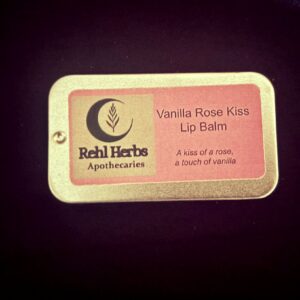 Rehl Herbs
Apothecaries
Vanilla Rose Kiss
Lip Balm
A kiss of a rose,
a touch of vanilla